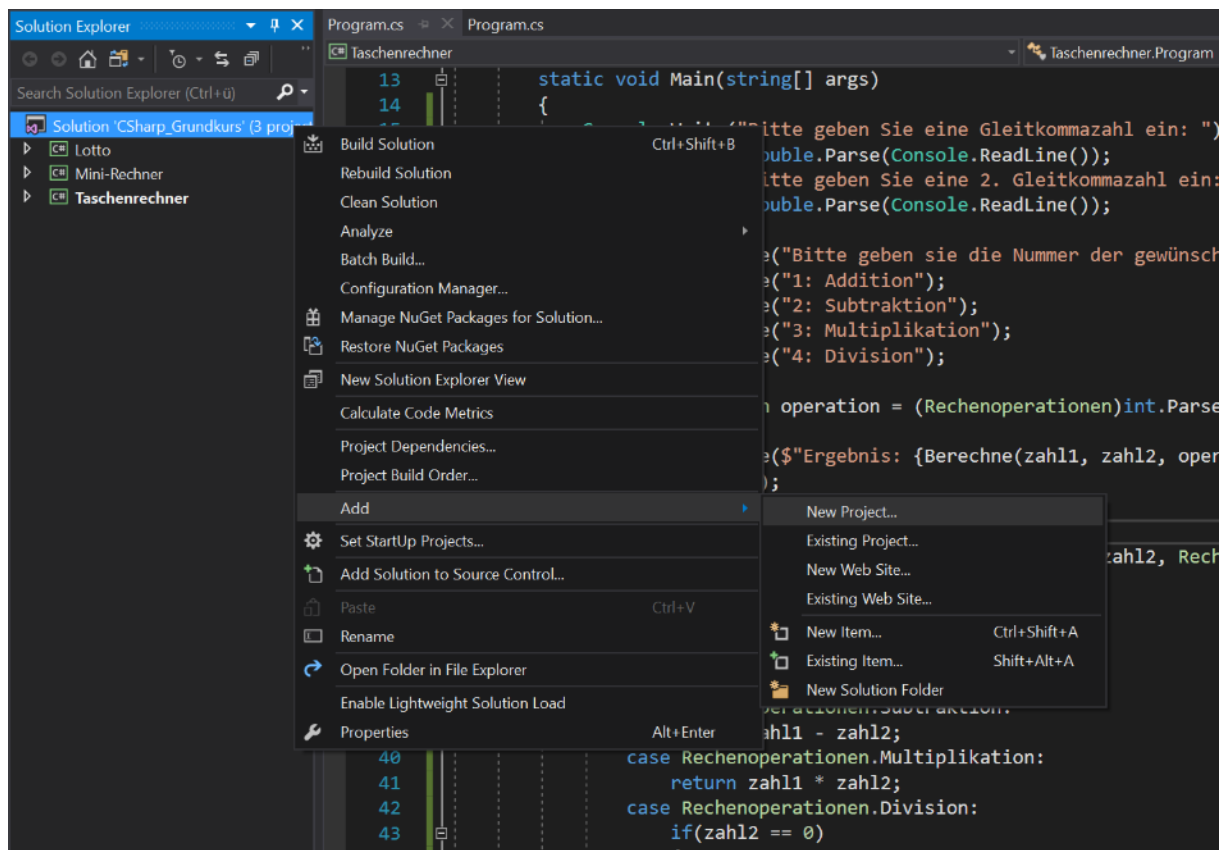 Solution Explorer
Search Solution Explorer (Ctrl+ü)
Solution 'CSharp_Grundkurs' (3 proj
Lotto
Mini-Rechner
Taschenrechner
Program.cs Program.cs
Taschenrechner Taschenrechner.Program
13 static void Main(string[] args)
14 {
itte geben Sie eine Gleitkommazahl ein: ")
ouble.Parse(Console.ReadLine());
itte geben Sie eine 2. Gleitkommazahl ein:
ouble.Parse(Console.ReadLine());
e("Bitte geben sie die Nummer der gewünsch
e("1: Addition");
e("2: Subtraktion");
e("3: Multiplikation");
e("4: Division");
n operation = (Rechenoperationen)int.Parse
e($"Ergebnis: {Berechne(zahl1, zahl2, oper
);
zahl2, Rech
ahl1 - zahl2;
40 case Rechenoperationen.Multiplikation:
41 return zahl1 * zahl2;
42 case Rechenoperationen.Division:
43 if(zahl2 == 0)
Build Solution Ctrl+Shift+B
Rebuild Solution
Clean Solution
Analyze
Batch Build...
Configuration Manager...
Manage NuGet Packages for Solution...
Restore NuGet Packages
New Solution Explorer View
Calculate Code Metrics
Project Dependencies...
Project Build Order...
Add
Set StartUp Projects...
Add Solution to Source Control...
Paste Ctrl+V
Rename
Open Folder in File Explorer
Enable Lightweight Solution Load
Properties Alt+Enter
New Project...
Existing Project...
New Web Site...
Existing Web Site...
New Item... Ctrl+Shift+A
Existing Item... Shift+Alt+A
New Solution Folder